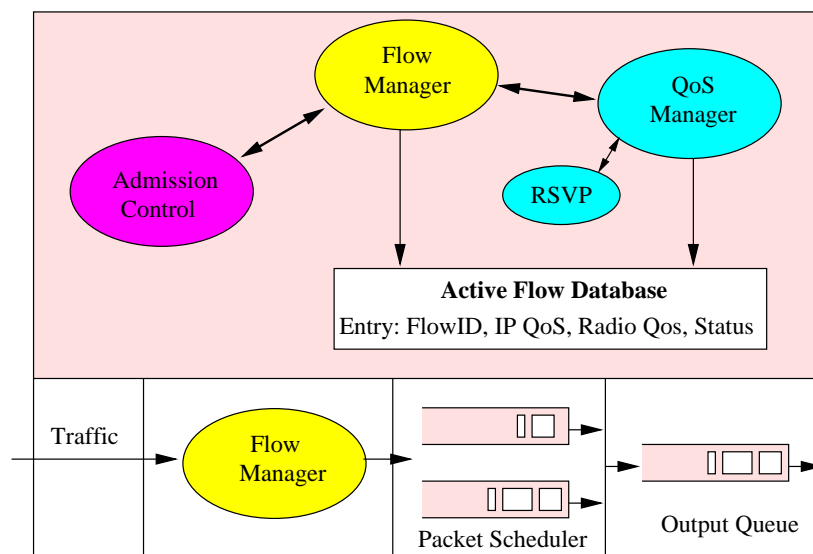 Flow
Manager
QoS
Manager
Admission
Control
RSVP
Active Flow Database
Entry: FlowID, IP QoS, Radio Qos, Status
Traffic
Flow
Manager
Packet Scheduler
Output Queue